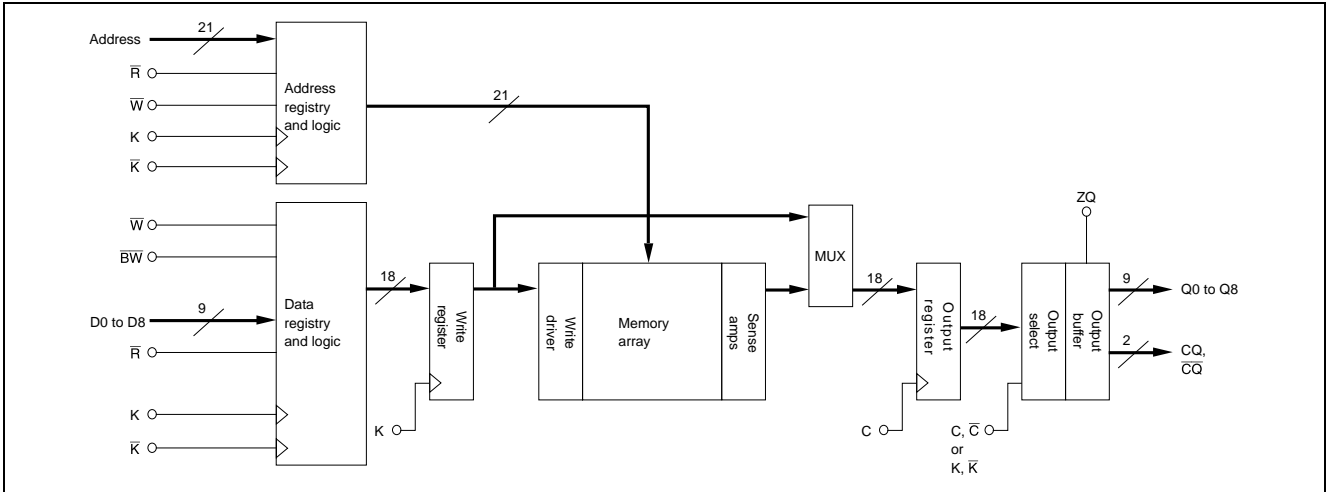 Address
21
R̅
W̅
K
K̅
Address
registry
and logic
21
W̅
B̅W̅
D0 to D8
9
R̅
K
K̅
Data
registry
and logic
18
Write
register
K
Write
driver
Memory
array
Sense
amps
MUX
18
Output
register
C
18
Output
select
Output
buffer
C, C̅
or
K, K̅
ZQ
9
Q0 to Q8
2
CQ,
C̅Q̅